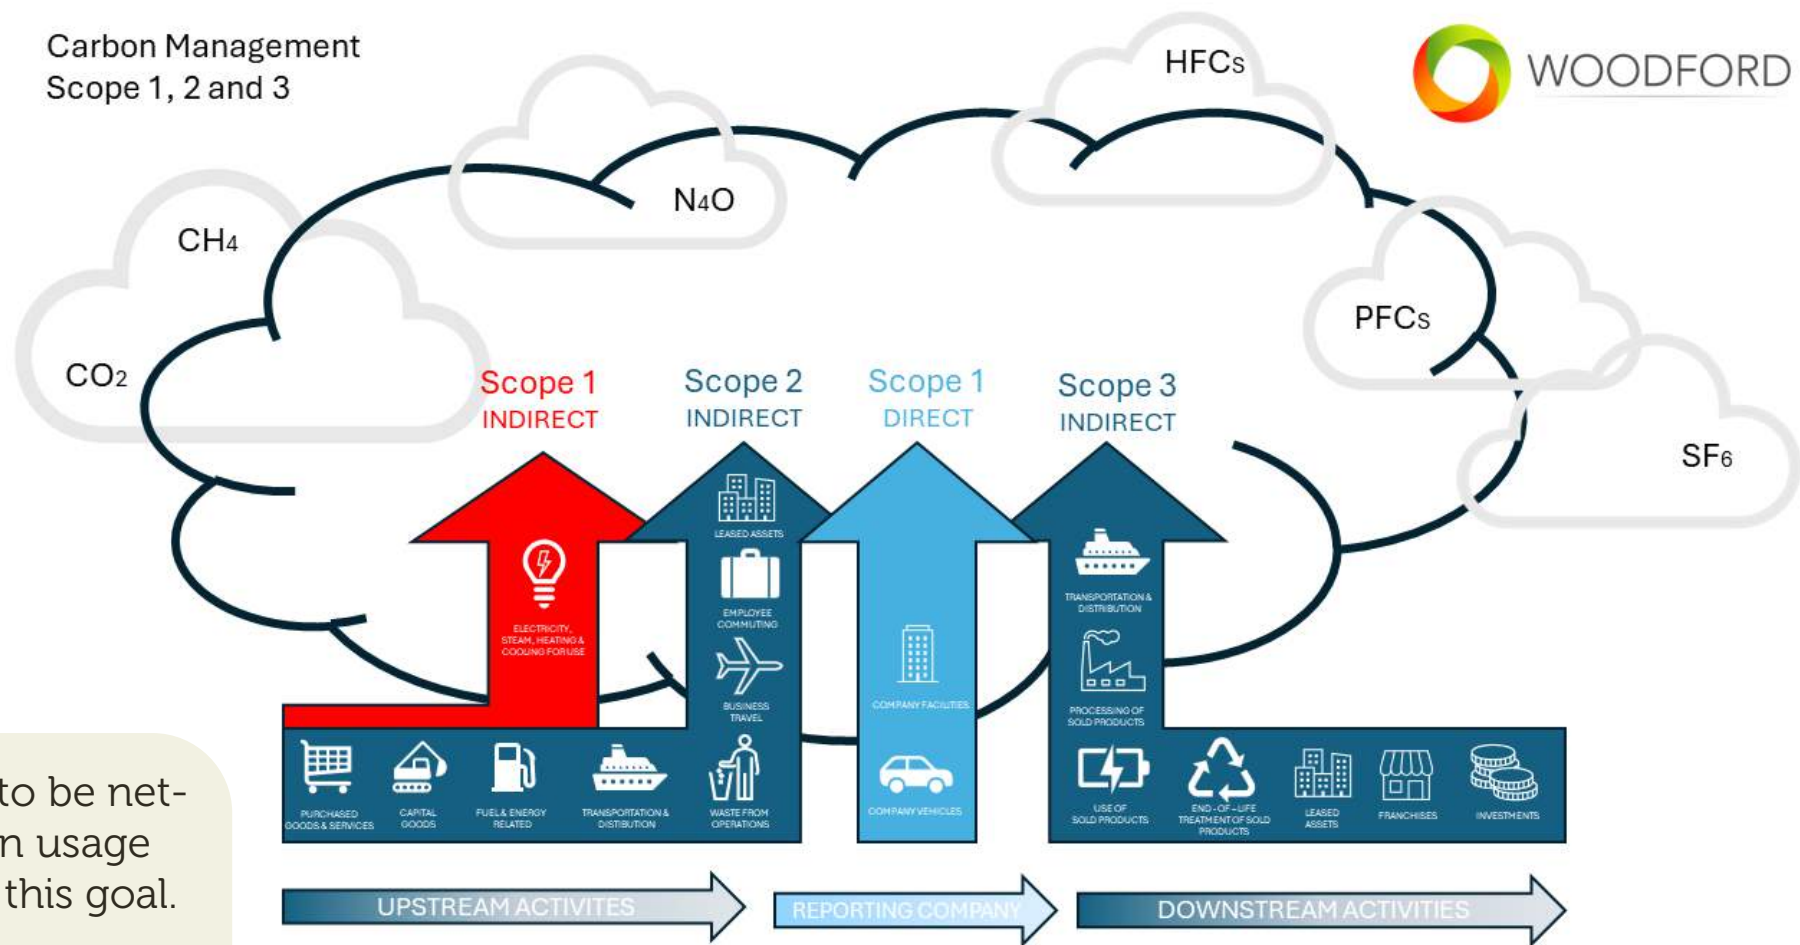 Carbon Management
Scope 1, 2 and 3
WOODFORD
HFCs
N4O
CH4
PFCs
CO2
SF6
Scope 1
INDIRECT
Scope 2
INDIRECT
Scope 1
DIRECT
Scope 3
INDIRECT
ELECTRICITY,
STEAM, HEATING &
COOLING FOR USE
LEASED ASSETS
EMPLOYEE
COMMUTING
BUSINESS
TRAVEL
COMPANY FACILITIES
COMPANY VEHICLES
TRANSPORTATION &
DISTRIBUTION
PROCESSING OF
SOLD PRODUCTS
PURCHASED
GOODS & SERVICES
CAPITAL
GOODS
FUEL & ENERGY
RELATED
TRANSPORTATION &
DISTIBUTION
WASTE FROM
OPERATIONS
USE OF
SOLD PRODUCTS
END-OF-LIFE
TREATMENT OF SOLD
PRODUCTS
LEASED
ASSETS
FRANCHISES
INVESTMENTS
to be net-
n usage
this goal.
UPSTREAM ACTIVITES
REPORTING COMPANY
DOWNSTREAM ACTIVITIES